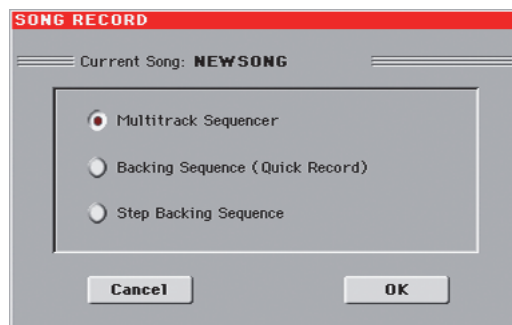 SONG RECORD
Current Song: NEWSONG
Multitrack Sequencer
Backing Sequence (Quick Record)
Step Backing Sequence
Cancel OK